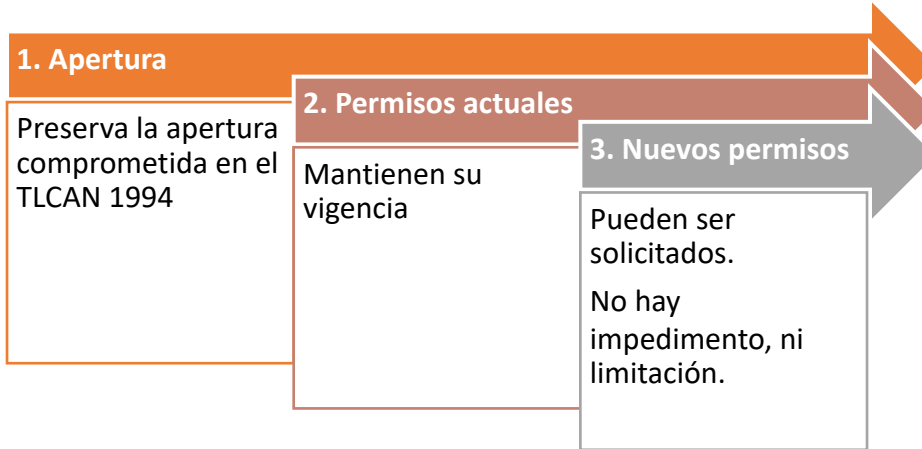 1. Apertura
Preserva la apertura
comprometida en el
TLCAN 1994
2. Permisos actuales
Mantienen su
vigencia
3. Nuevos permisos
Pueden ser
solicitados.
No hay
impedimento, ni
limitación.